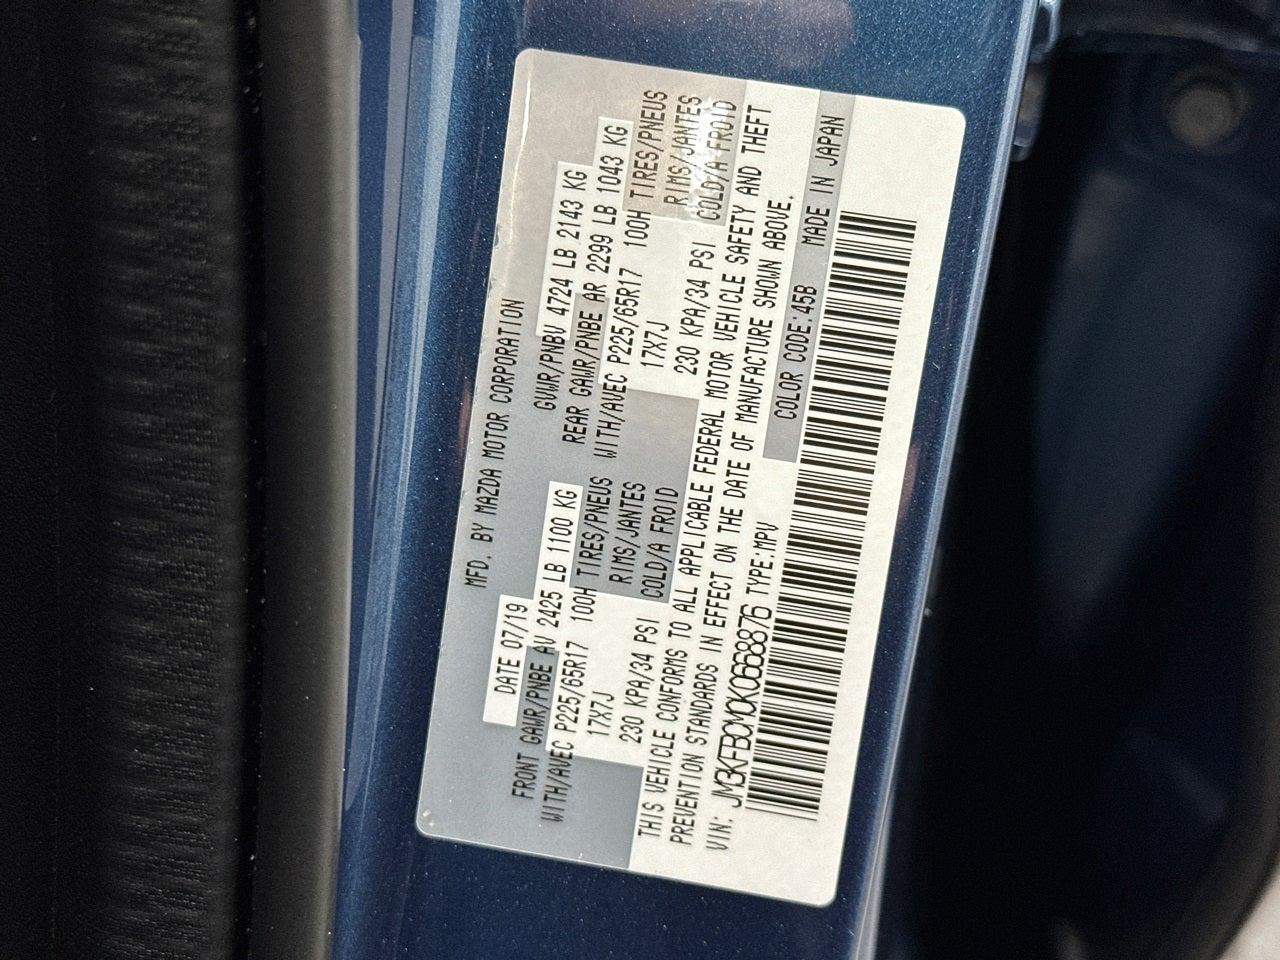 MFD. BY MAZDA MOTOR CORPORATION
DATE 07/19 GVWR/PNBV 4724 LB 2143 KG
FRONT GAWR/PNBE AV 2425 LB 1100 KG REAR GAWR/PNBE AR 2299 LB 1043 KG
WITH/AVEC P225/65R17 100H TIRES/PNEUS WITH/AVEC P225/65R17 100H TIRES/PNEUS
17X7J RIMS/JANTES 17X7J RIMS/JANTES
230 KPA/34 PSI COLD/A FROID 230 KPA/34 PSI COLD/A FROID
THIS VEHICLE CONFORMS TO ALL APPLICABLE FEDERAL MOTOR VEHICLE SAFETY AND THEFT
PREVENTION STANDARDS IN EFFECT ON THE DATE OF MANUFACTURE SHOWN ABOVE.
VIN: JM3KFBCM0K0668876 TYPE:MPV COLOR CODE:45B MADE IN JAPAN